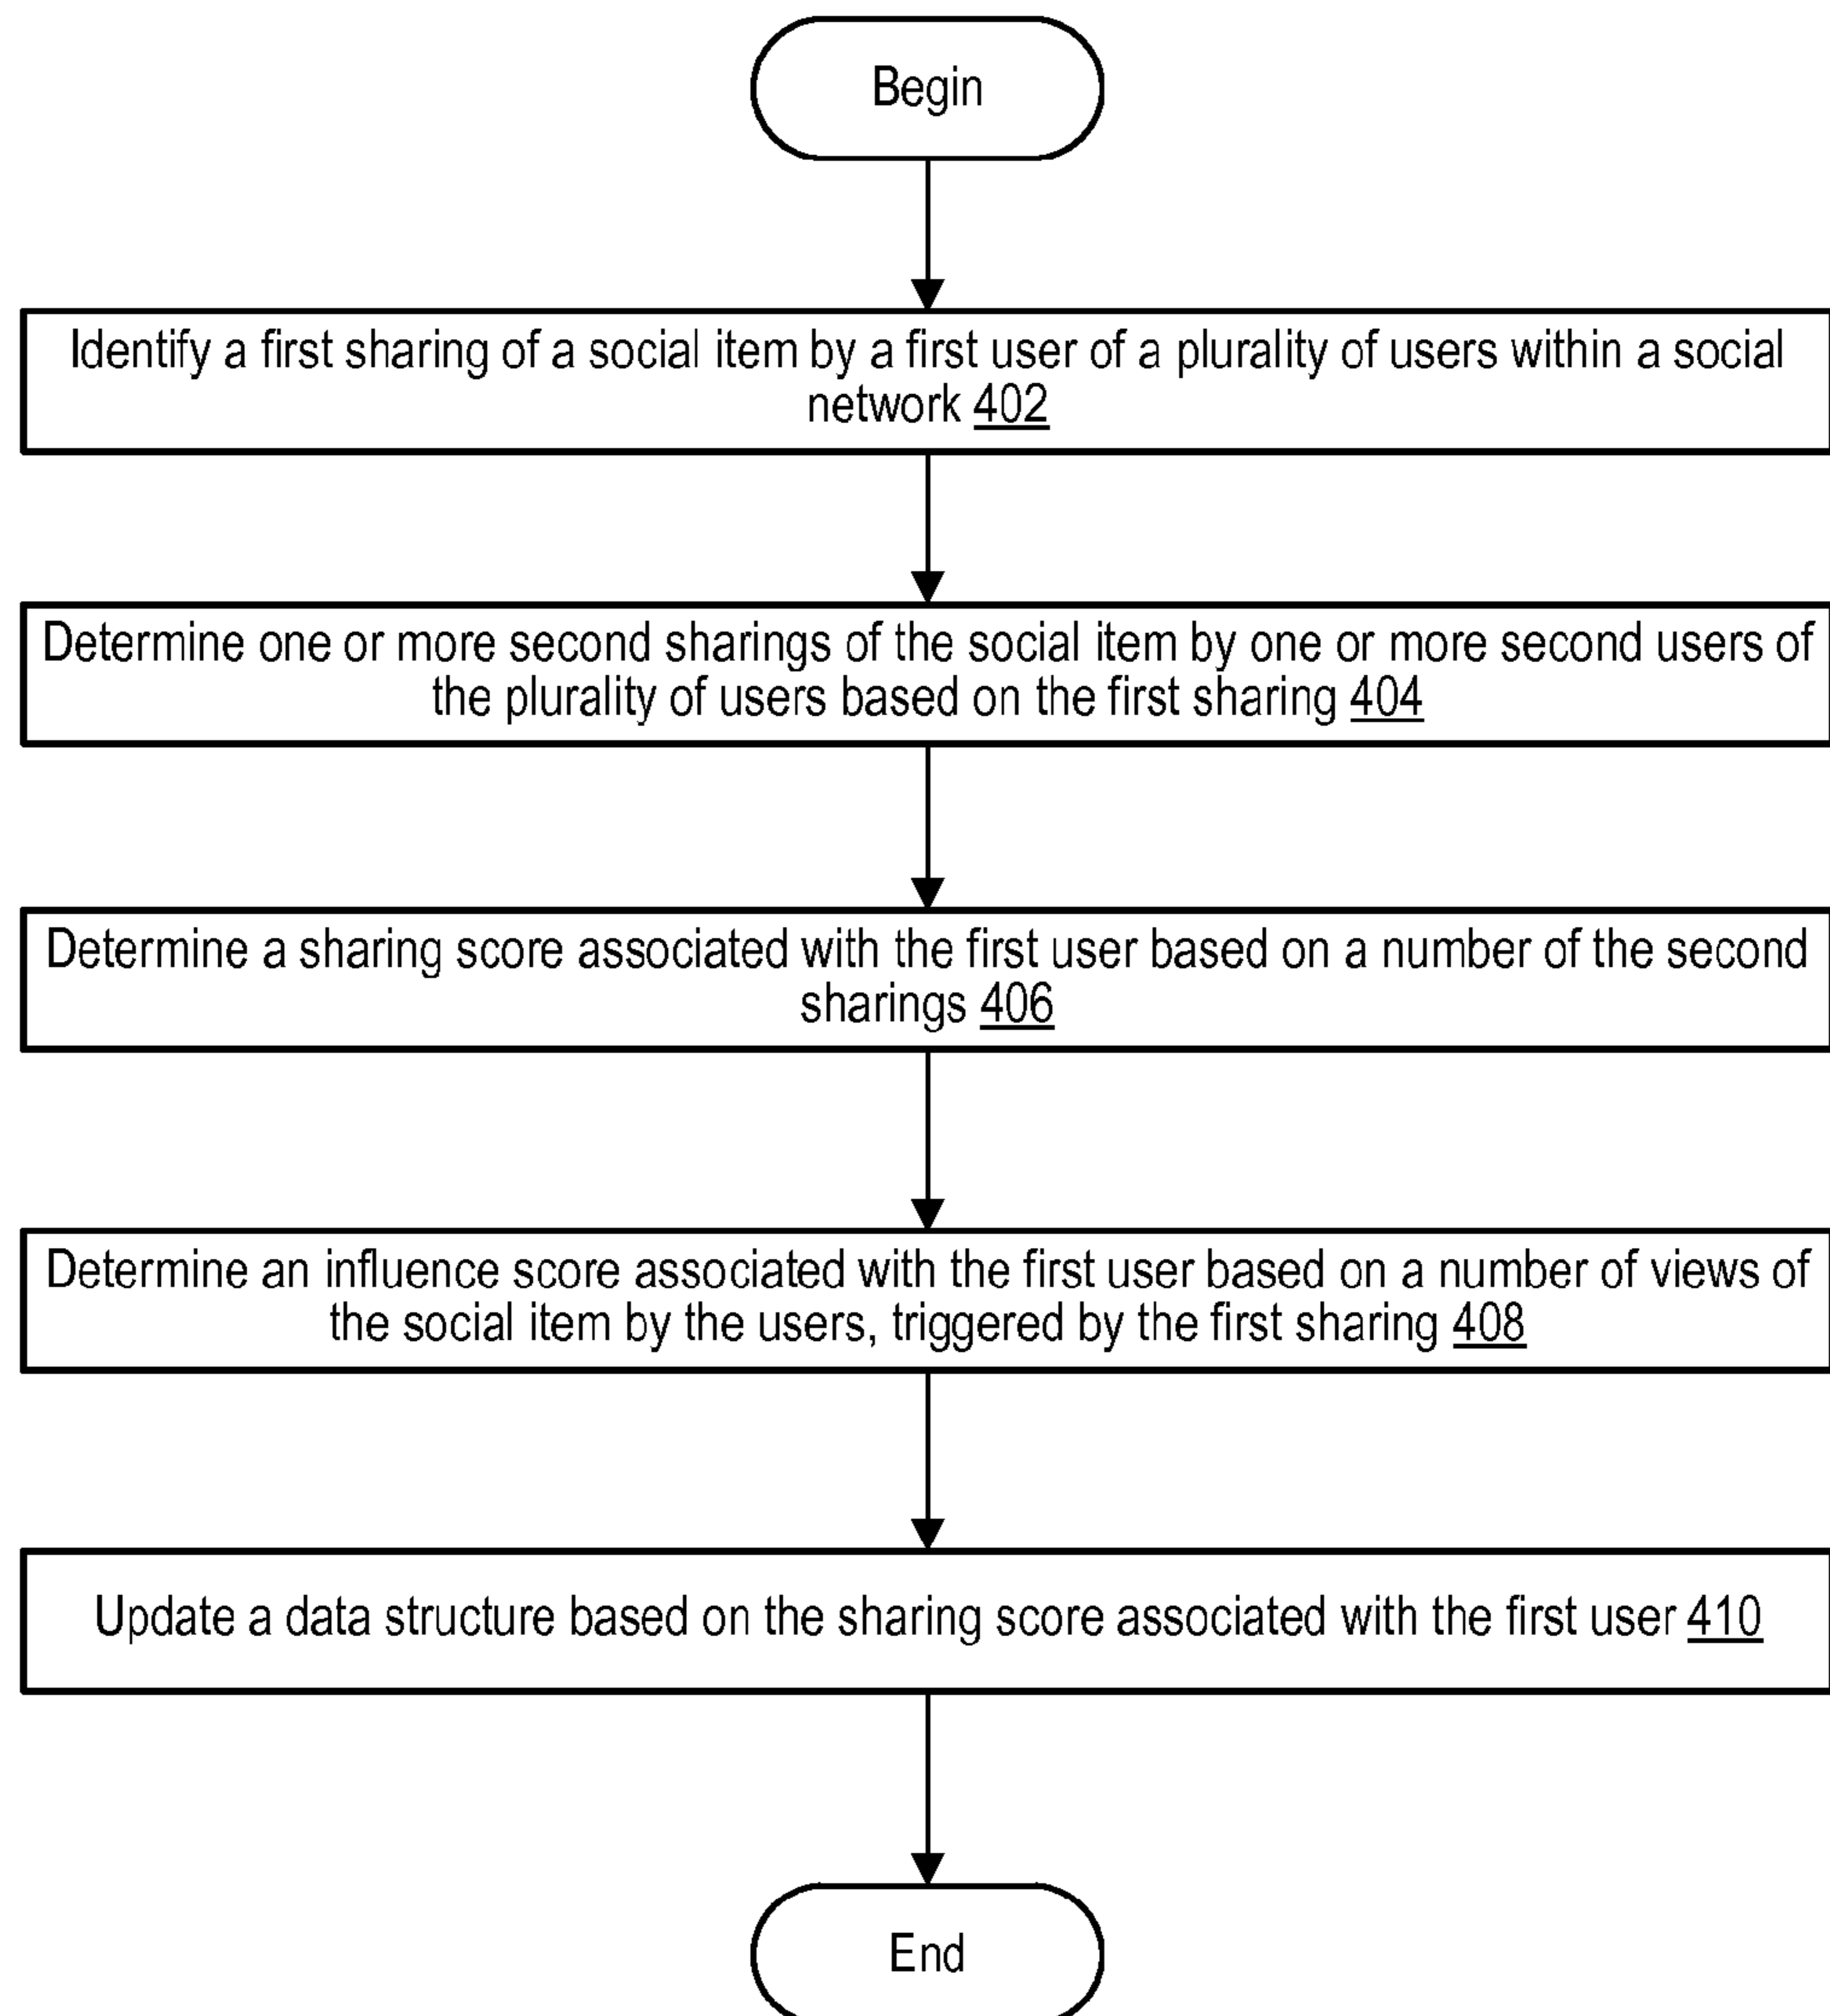 Begin
Identify a first sharing of a social item by a first user of a plurality of users within a social
network 402
Determine one or more second sharings of the social item by one or more second users of
the plurality of users based on the first sharing 404
Determine a sharing score associated with the first user based on a number of the second
sharings 406
Determine an influence score associated with the first user based on a number of views of
the social item by the users, triggered by the first sharing 408
Update a data structure based on the sharing score associated with the first user 410
End